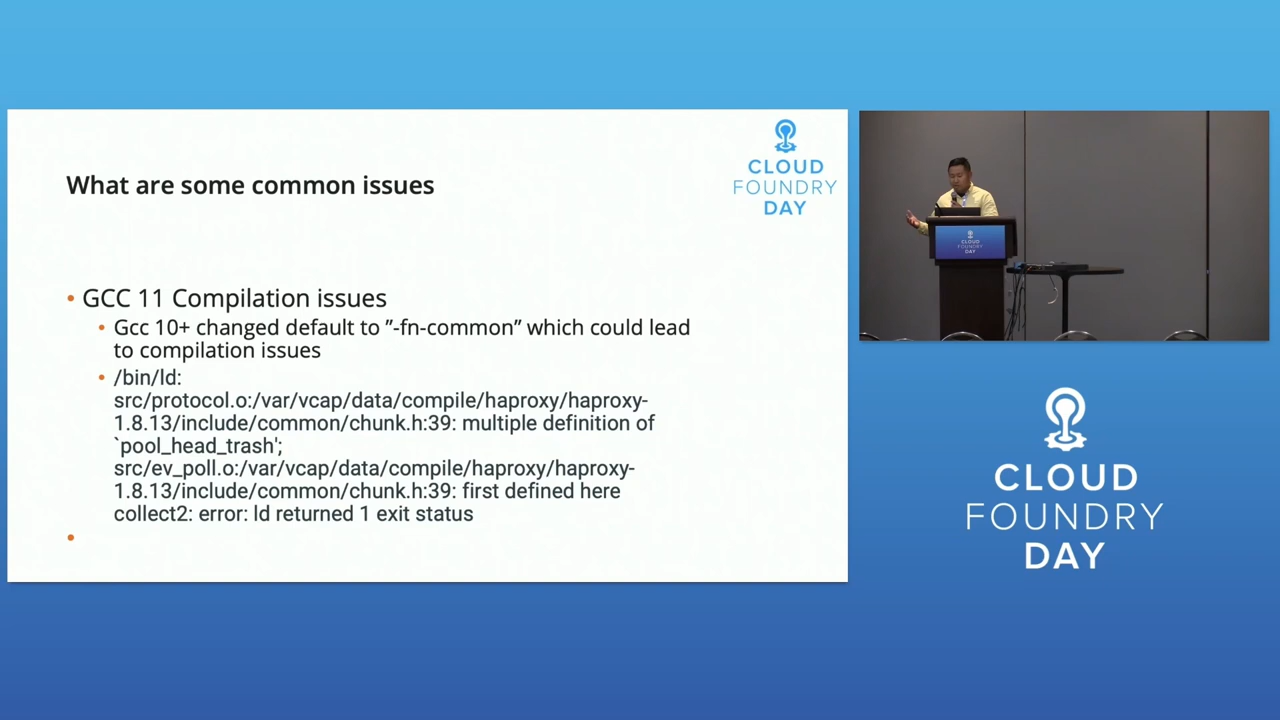 What are some common issues
CLOUD
FOUNDRY
DAY
• GCC 11 Compilation issues
• Gcc 10+ changed default to ”-fn-common” which could lead
to compilation issues
• /bin/ld:
src/protocol.o:/var/vcap/data/compile/haproxy/haproxy-
1.8.13/include/common/chunk.h:39: multiple definition of
`pool_head_trash';
src/ev_poll.o:/var/vcap/data/compile/haproxy/haproxy-
1.8.13/include/common/chunk.h:39: first defined here
collect2: error: ld returned 1 exit status
•
CLOUD
FOUNDRY
DAY
CLOUD
FOUNDRY
DAY